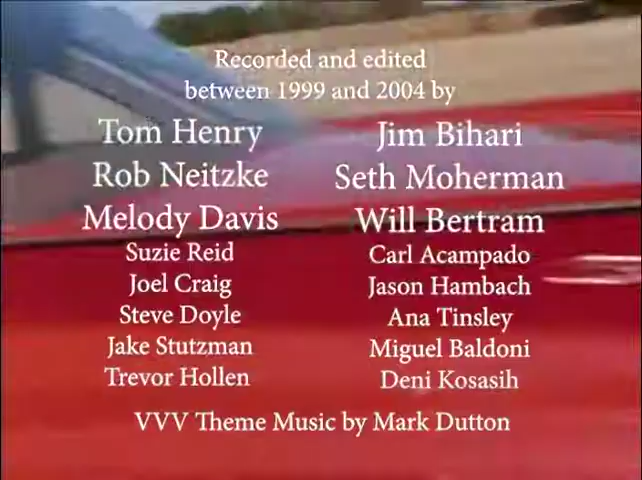 Recorded and edited
between 1999 and 2004 by
Tom Henry
Rob Neitzke
Melody Davis
Suzie Reid
Joel Craig
Steve Doyle
Jake Stutzman
Trevor Hollen
Jim Bihari
Seth Moherman
Will Bertram
Carl Acampado
Jason Hambach
Ana Tinsley
Miguel Baldoni
Deni Kosasih
VVV Theme Music by Mark Dutton